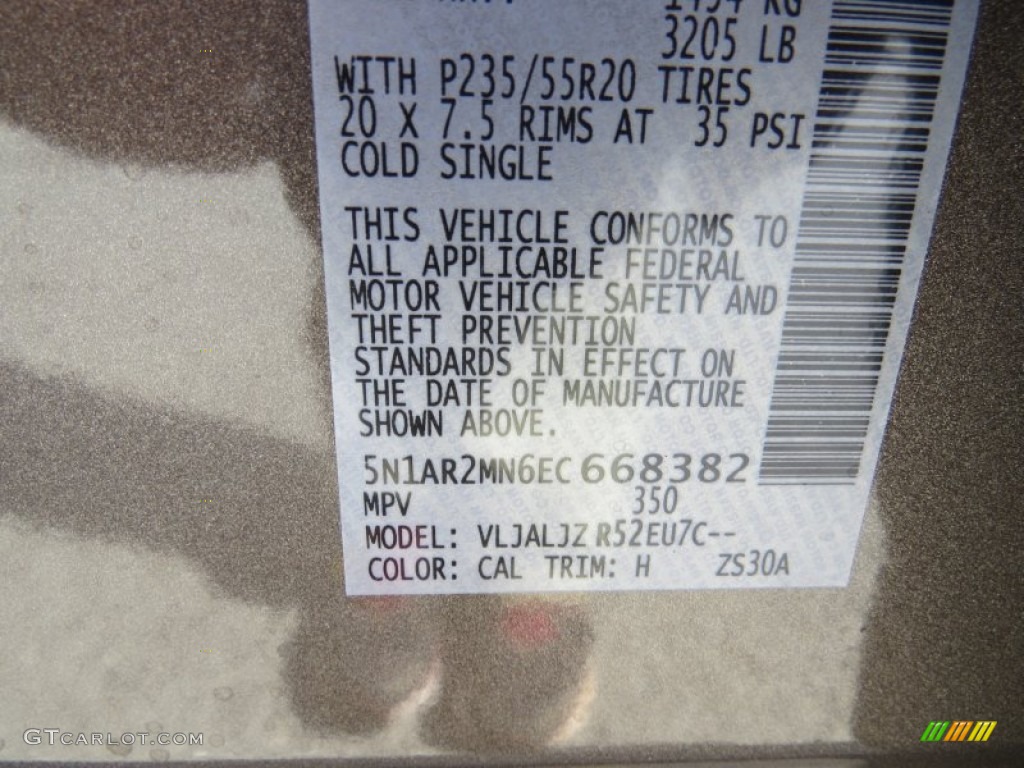 3205 LB
WITH P235/55R20 TIRES
20 X 7.5 RIMS AT 35 PSI
COLD SINGLE
THIS VEHICLE CONFORMS TO
ALL APPLICABLE FEDERAL
MOTOR VEHICLE SAFETY AND
THEFT PREVENTION
STANDARDS IN EFFECT ON
THE DATE OF MANUFACTURE
SHOWN ABOVE.
5N1AR2MN6EC668382
MPV 350
MODEL: VLJALJZ R52EU7C--
COLOR: CAL TRIM: H ZS30A
GTCARLOT.COM